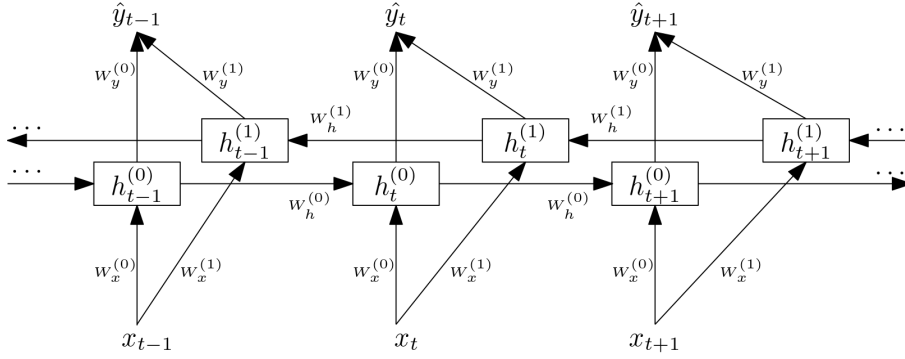 ŷ_{t−1} ŷ_t ŷ_{t+1}
W_y^{(0)} W_y^{(1)} W_y^{(0)} W_y^{(1)} W_y^{(0)} W_y^{(1)}
W_h^{(1)} W_h^{(1)}
... h_{t−1}^{(1)} h_t^{(1)} h_{t+1}^{(1)} ...
... h_{t−1}^{(0)} h_t^{(0)} h_{t+1}^{(0)} ...
W_h^{(0)} W_h^{(0)}
W_x^{(0)} W_x^{(1)} W_x^{(0)} W_x^{(1)} W_x^{(0)} W_x^{(1)}
x_{t−1} x_t x_{t+1}